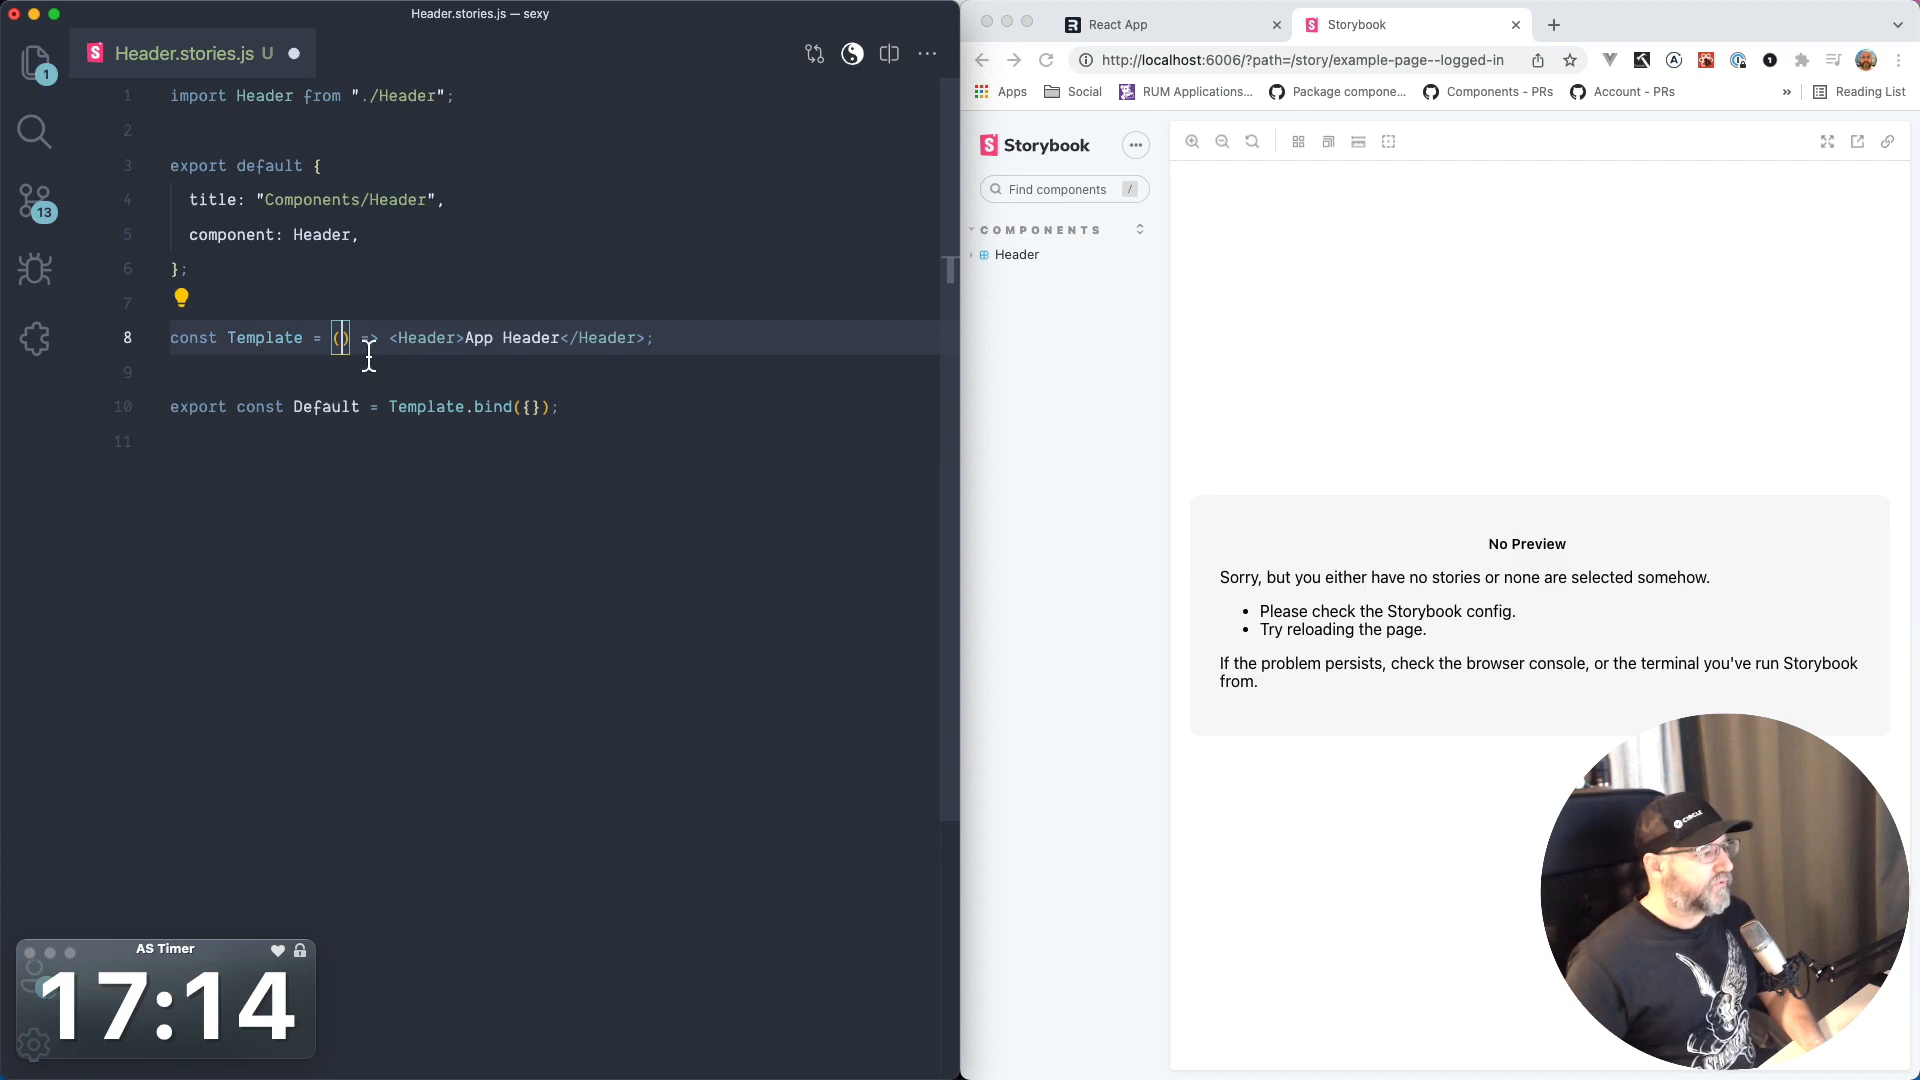 Header.stories.js — sexy
Header.stories.js U
1
13
1 import Header from "./Header";
2
3 export default {
4 title: "Components/Header",
5 component: Header,
6 };
7
8 const Template = () => <Header>App Header</Header>;
9
10 export const Default = Template.bind({});
11
AS Timer
17:14
React App
Storybook
http://localhost:6006/?path=/story/example-page--logged-in
Apps Social RUM Applications... Package compone... Components - PRs Account - PRs » Reading List
Storybook
Find components /
COMPONENTS
Header
No Preview
Sorry, but you either have no stories or none are selected somehow.
• Please check the Storybook config.
• Try reloading the page.
If the problem persists, check the browser console, or the terminal you've run Storybook
from.
CIRCLE